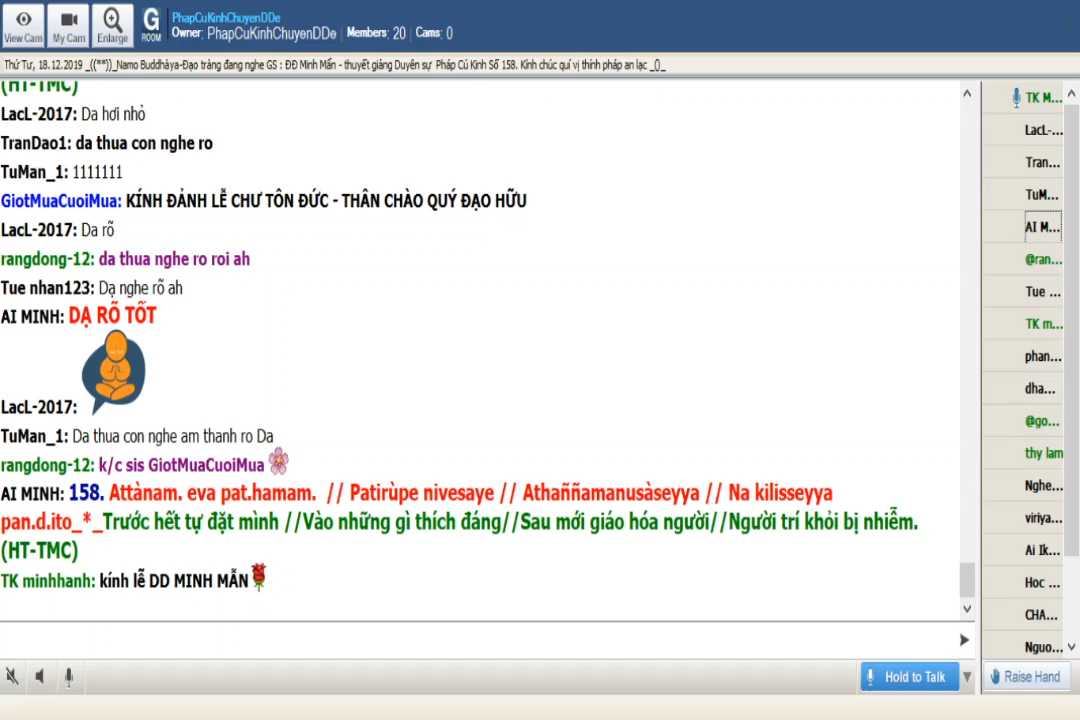 View Cam
My Cam
Enlarge
G
ROOM
PhapCuKinhChuyenDDe
Owner: PhapCuKinhChuyenDDe | Members: 20 | Cams: 0
Thứ Tư, 18.12.2019 _((**))_Namo Buddhàya-Đạo tràng đang nghe GS : ĐĐ Minh Mẫn - thuyết giảng Duyên sự Pháp Cú Kinh Số 158. Kính chúc quí vị thính pháp an lạc _()_
(HT-TMC)
LacL-2017: Da hơi nhỏ
TranDao1: da thua con nghe ro
TuMan_1: 1111111
GiotMuaCuoiMua: KÍNH ĐẢNH LỄ CHƯ TÔN ĐỨC - THÂN CHÀO QUÝ ĐẠO HỮU
LacL-2017: Da rõ
rangdong-12: da thua nghe ro roi ah
Tue nhan123: Dạ nghe rõ ah
AI MINH: DẠ RÕ TỐT
LacL-2017:
TuMan_1: Da thua con nghe am thanh ro Da
rangdong-12: k/c sis GiotMuaCuoiMua
AI MINH: 158. Attànam. eva pat.hamam. // Patirùpe nivesaye // Athaññamanusàseyya // Na kilisseyya
pan.d.ito_*_Trước hết tự đặt mình //Vào những gì thích đáng//Sau mới giáo hóa người//Người trí khỏi bị nhiễm.
(HT-TMC)
TK minhhanh: kính lễ DD MINH MẪN
TK M...
LacL-...
Tran...
TuM...
AI M...
@ran...
Tue ...
TK m...
phan...
dha...
@go...
thy lam
Nghe...
viriya...
Ai Ik...
Hoc ...
CHA...
Nguo...
Hold to Talk
Raise Hand